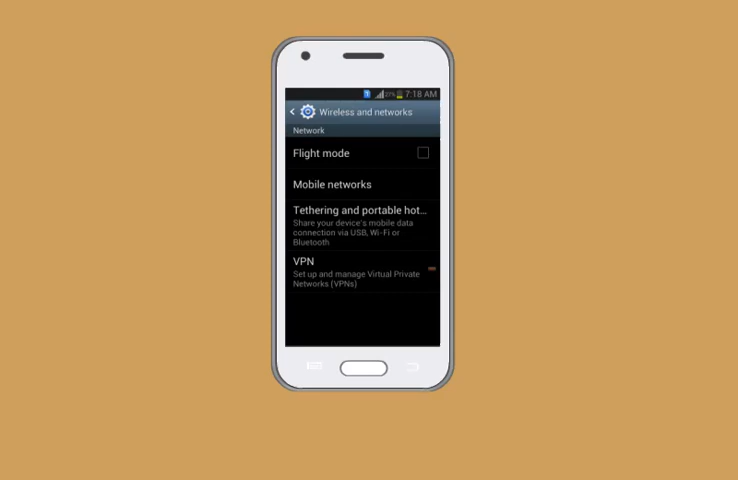 7:18 AM
Wireless and networks
Network
Flight mode
Mobile networks
Tethering and portable hot...
Share your device's mobile data
connection via USB, Wi-Fi or
Bluetooth
VPN
Set up and manage Virtual Private
Networks (VPNs)